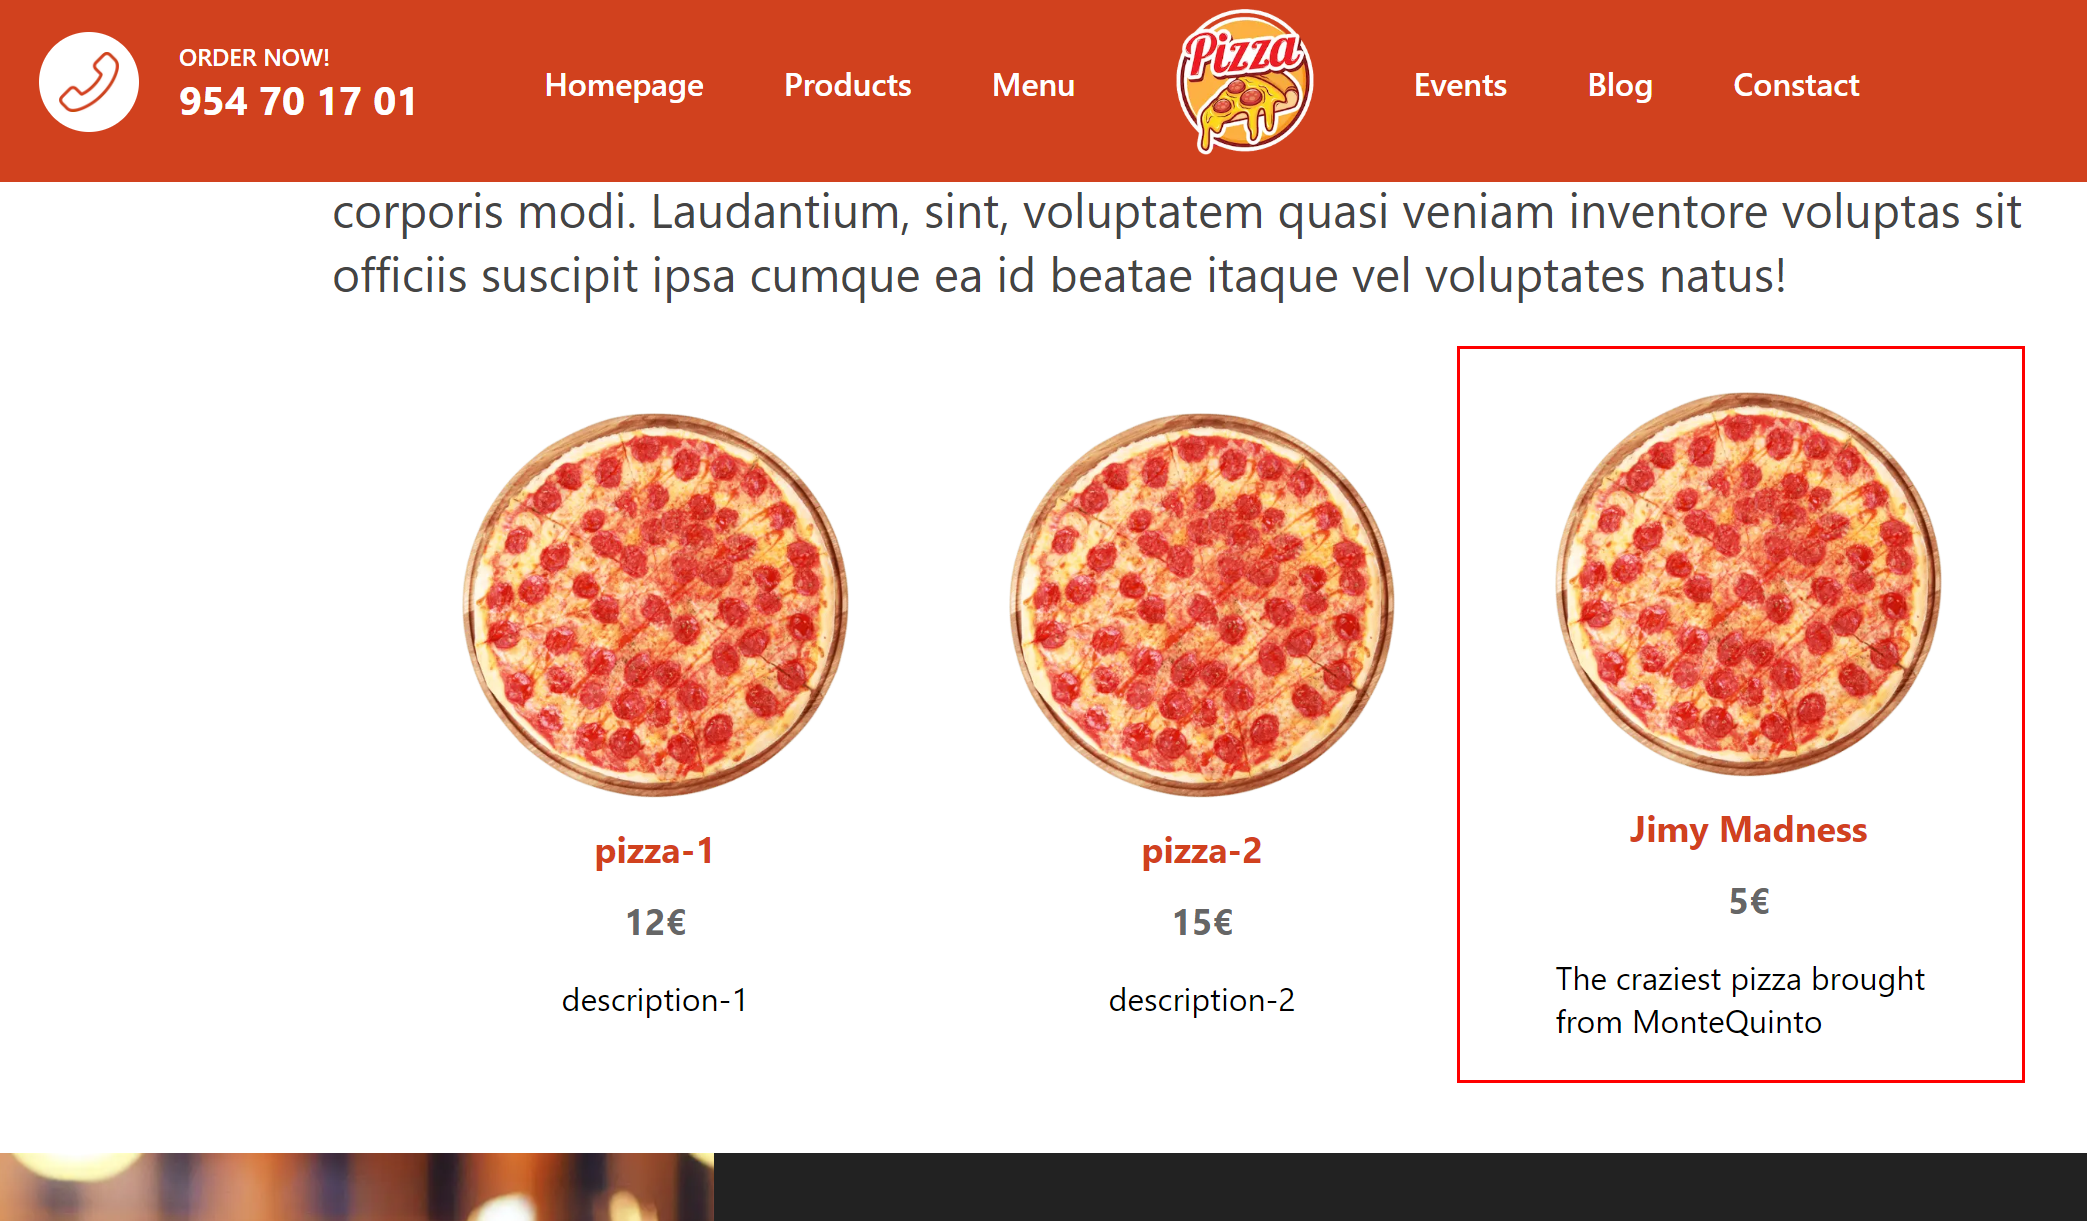 ORDER NOW!
954 70 17 01
Homepage
Products
Menu
Pizza
Events
Blog
Constact
corporis modi. Laudantium, sint, voluptatem quasi veniam inventore voluptas sit
officiis suscipit ipsa cumque ea id beatae itaque vel voluptates natus!
pizza-1
12€
description-1
pizza-2
15€
description-2
Jimy Madness
5€
The craziest pizza brought
from MonteQuinto